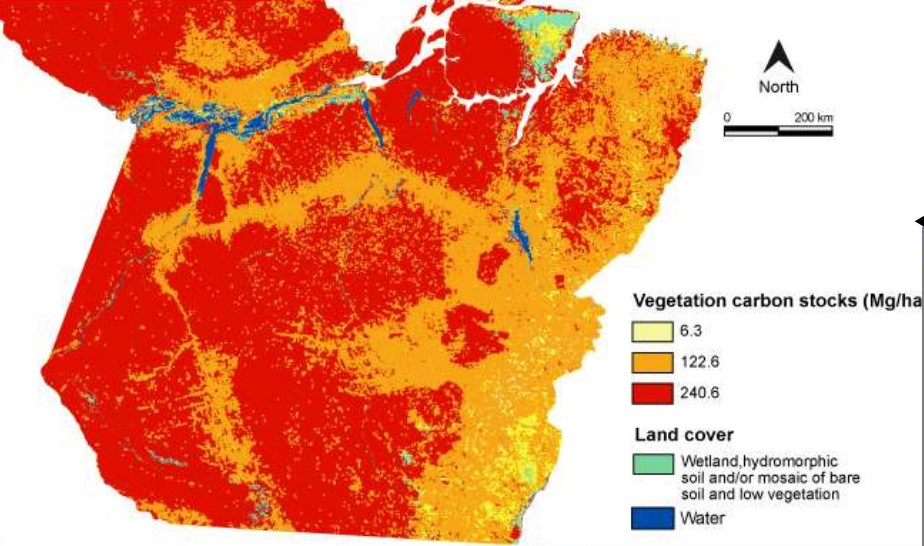 North
0 200 km
Vegetation carbon stocks (Mg/ha
6.3
122.6
240.6
Land cover
Wetland,hydromorphic
soil and/or mosaic of bare
soil and low vegetation
Water